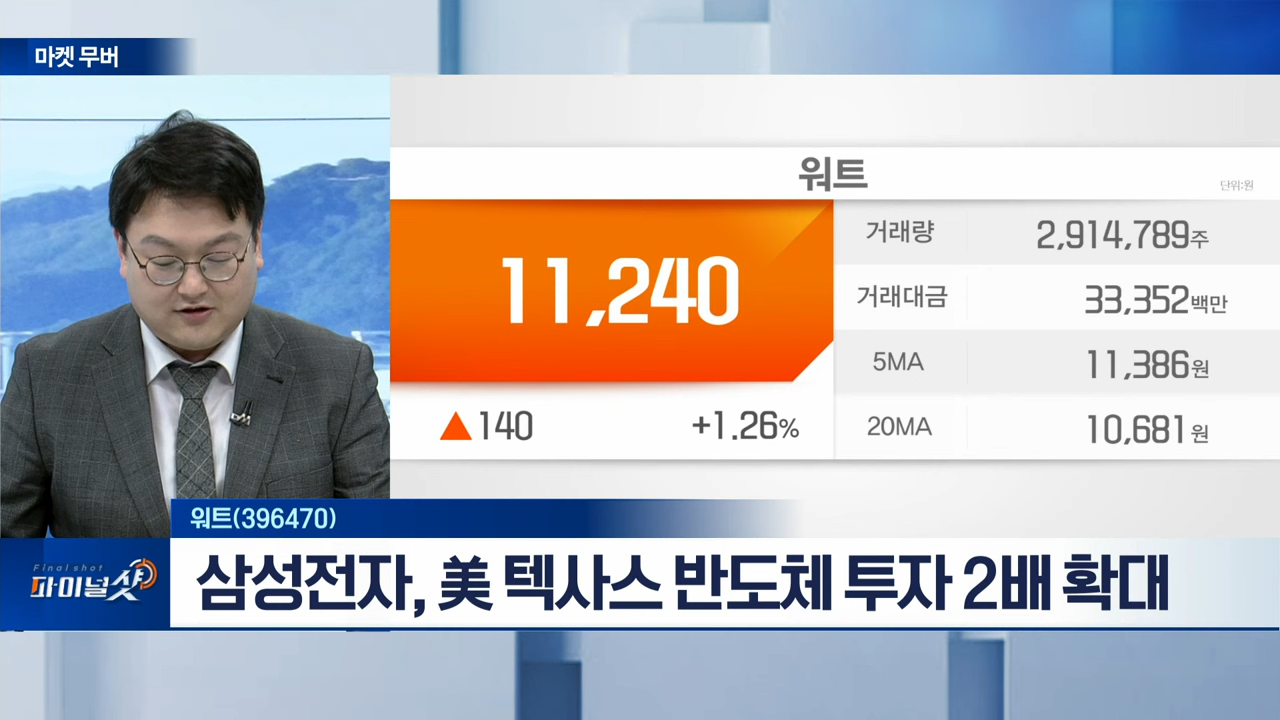 마켓 무버
워트
단위:원
11,240
▲140 +1.26%
거래량 2,914,789주
거래대금 33,352백만
5MA 11,386원
20MA 10,681원
워트(396470)
Final shot
파이널샷
삼성전자, 美 텍사스 반도체 투자 2배 확대